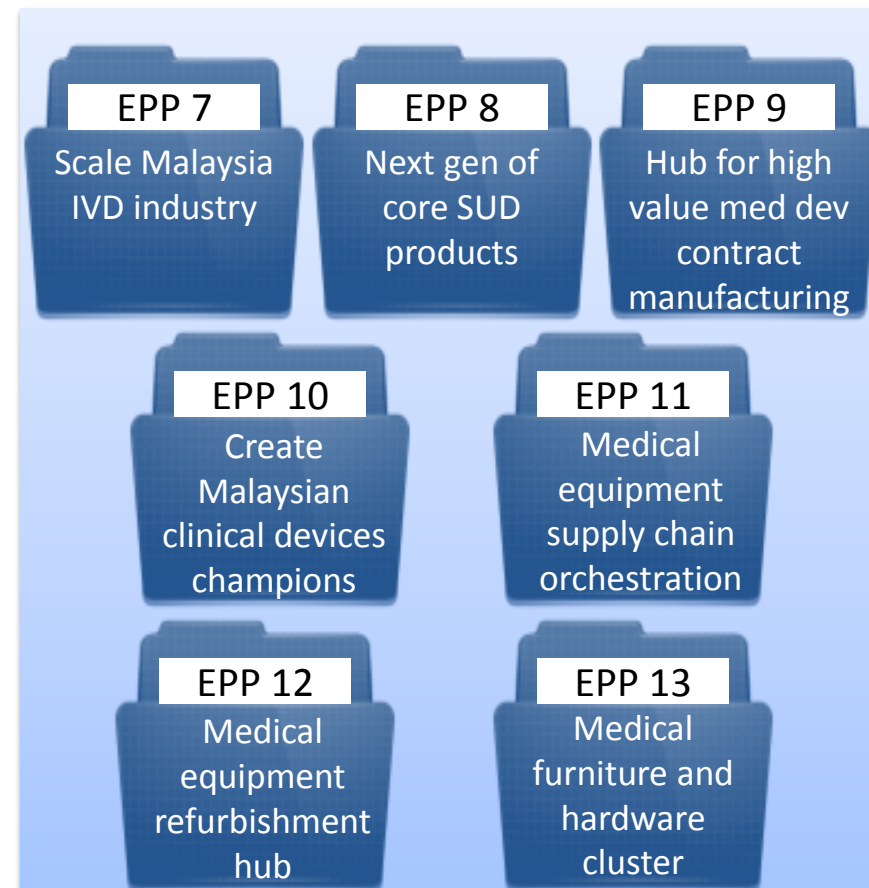 EPP 7
Scale Malaysia
IVD industry
EPP 8
Next gen of
core SUD
products
EPP 9
Hub for high
value med dev
contract
manufacturing
EPP 10
Create
Malaysian
clinical devices
champions
EPP 11
Medical
equipment
supply chain
orchestration
EPP 12
Medical
equipment
refurbishment
hub
EPP 13
Medical
furniture and
hardware
cluster